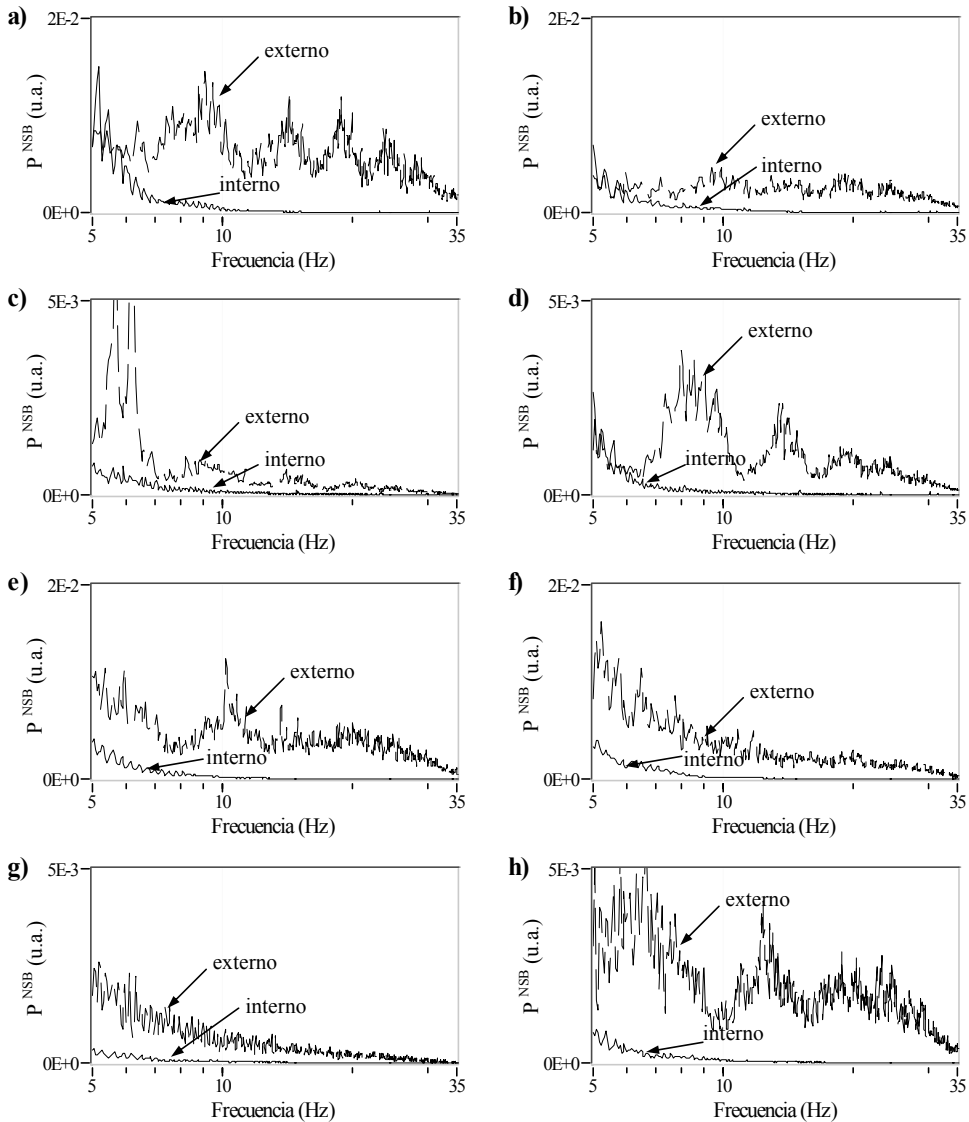 a)
2E-2
P NSB (u.a.)
externo
interno
0E+0
5
10
35
Frecuencia (Hz)
b)
2E-2
P NSB (u.a.)
externo
interno
0E+0
5
10
35
Frecuencia (Hz)
c)
5E-3
P NSB (u.a.)
externo
interno
0E+0
5
10
35
Frecuencia (Hz)
d)
5E-3
P NSB (u.a.)
externo
interno
0E+0
5
10
35
Frecuencia (Hz)
e)
2E-2
P NSB (u.a.)
externo
interno
0E+0
5
10
35
Frecuencia (Hz)
f)
2E-2
P NSB (u.a.)
externo
interno
0E+0
5
10
35
Frecuencia (Hz)
g)
5E-3
P NSB (u.a.)
externo
interno
0E+0
5
10
35
Frecuencia (Hz)
h)
5E-3
P NSB (u.a.)
externo
interno
0E+0
5
10
35
Frecuencia (Hz)